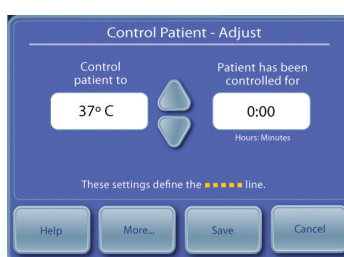 Control Patient - Adjust
Control
patient to
Patient has been
controlled for
37º C
0:00
Hours: Minutes
These settings define the ▪▪▪▪▪ line.
Help
More...
Save
Cancel